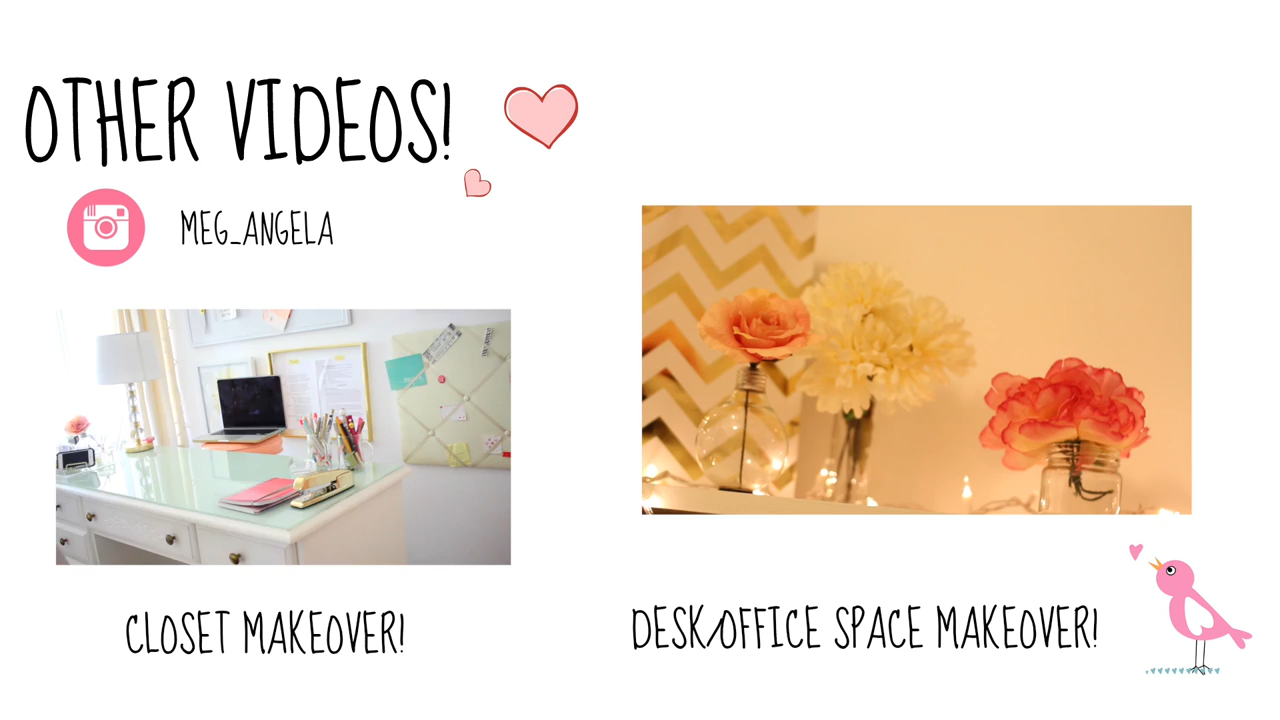 OTHER VIDEOS!
MEG_ANGELA
CLOSET MAKEOVER!
DESK/OFFICE SPACE MAKEOVER!